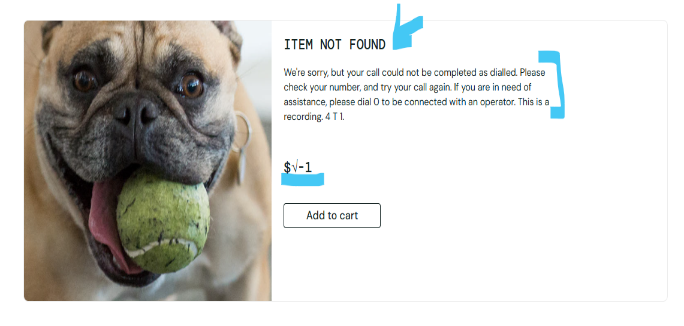 ITEM NOT FOUND
We're sorry, but your call could not be completed as dialled. Please
check your number, and try your call again. If you are in need of
assistance, please dial 0 to be connected with an operator. This is a
recording. 4 T 1.
$√-1
Add to cart